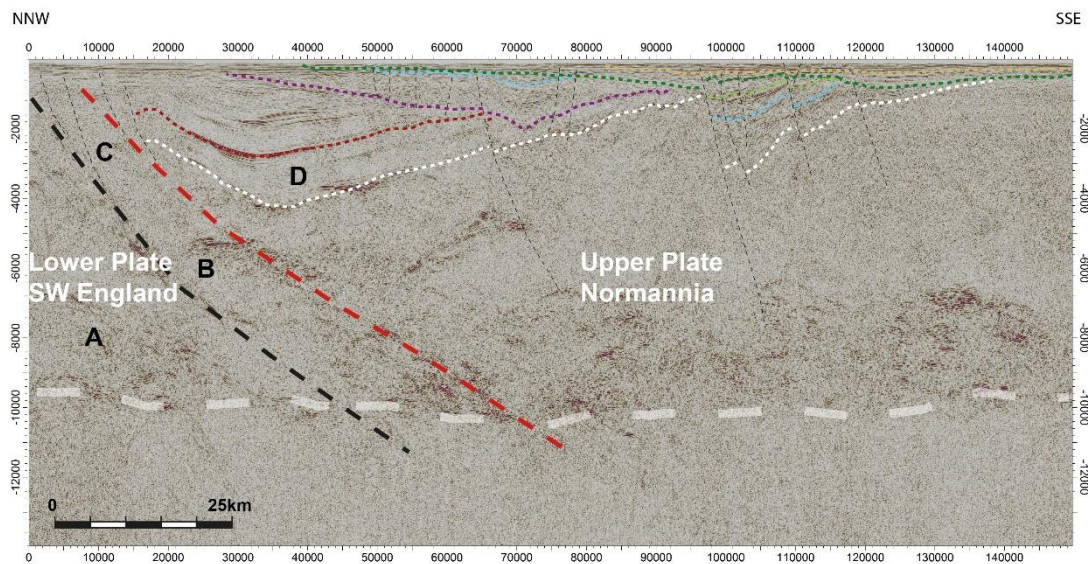 NNW
SSE
0 10000 20000 30000 40000 50000 60000 70000 80000 90000 100000 110000 120000 130000 140000
-2000 -2000
C
D
-4000 -4000
B
-6000 -6000
Lower Plate Upper Plate
SW England Normannia
A
-8000 -8000
-10000 -10000
-12000 -12000
0 25km
0 10000 20000 30000 40000 50000 60000 70000 80000 90000 100000 110000 120000 130000 140000